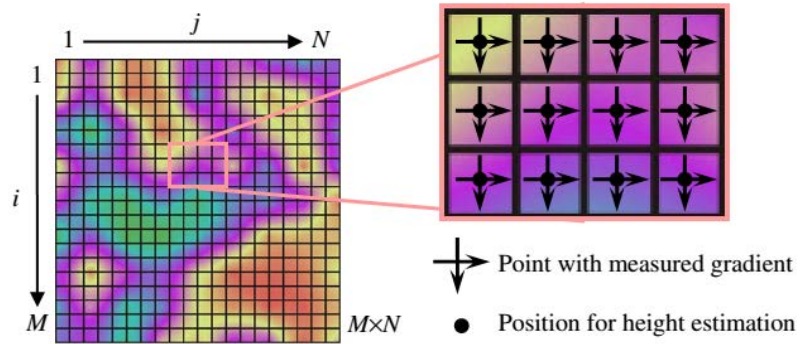 j
1 N
1
i
M M×N
Point with measured gradient
Position for height estimation